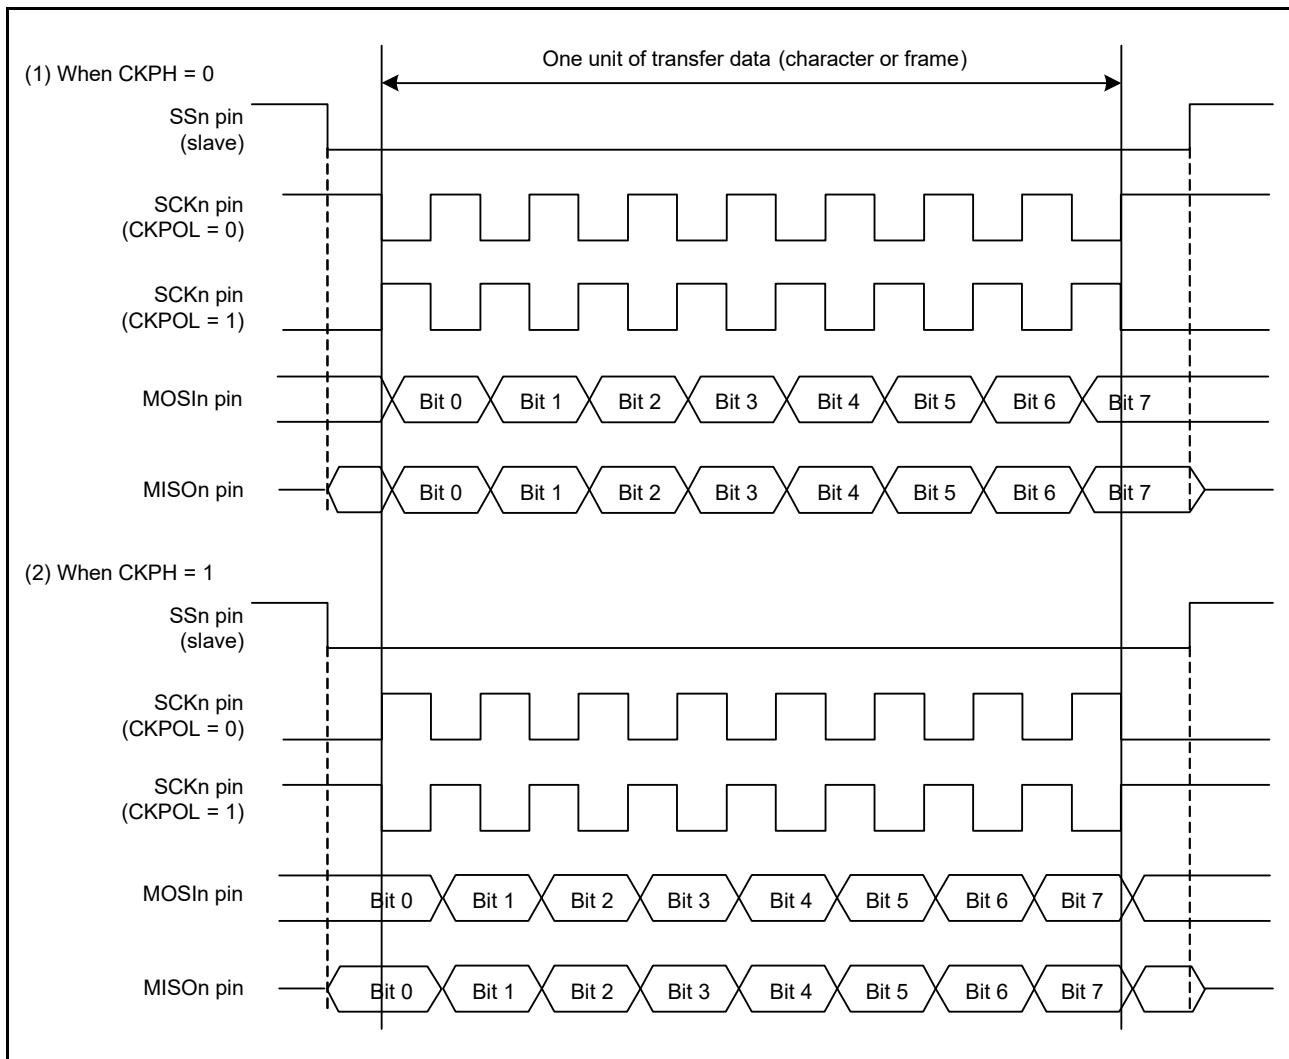 One unit of transfer data (character or frame)
(1) When CKPH = 0
SSn pin
(slave)
SCKn pin
(CKPOL = 0)
SCKn pin
(CKPOL = 1)
MOSIn pin
Bit 0 Bit 1 Bit 2 Bit 3 Bit 4 Bit 5 Bit 6 Bit 7
MISOn pin
Bit 0 Bit 1 Bit 2 Bit 3 Bit 4 Bit 5 Bit 6 Bit 7
(2) When CKPH = 1
SSn pin
(slave)
SCKn pin
(CKPOL = 0)
SCKn pin
(CKPOL = 1)
MOSIn pin
Bit 0 Bit 1 Bit 2 Bit 3 Bit 4 Bit 5 Bit 6 Bit 7
MISOn pin
Bit 0 Bit 1 Bit 2 Bit 3 Bit 4 Bit 5 Bit 6 Bit 7